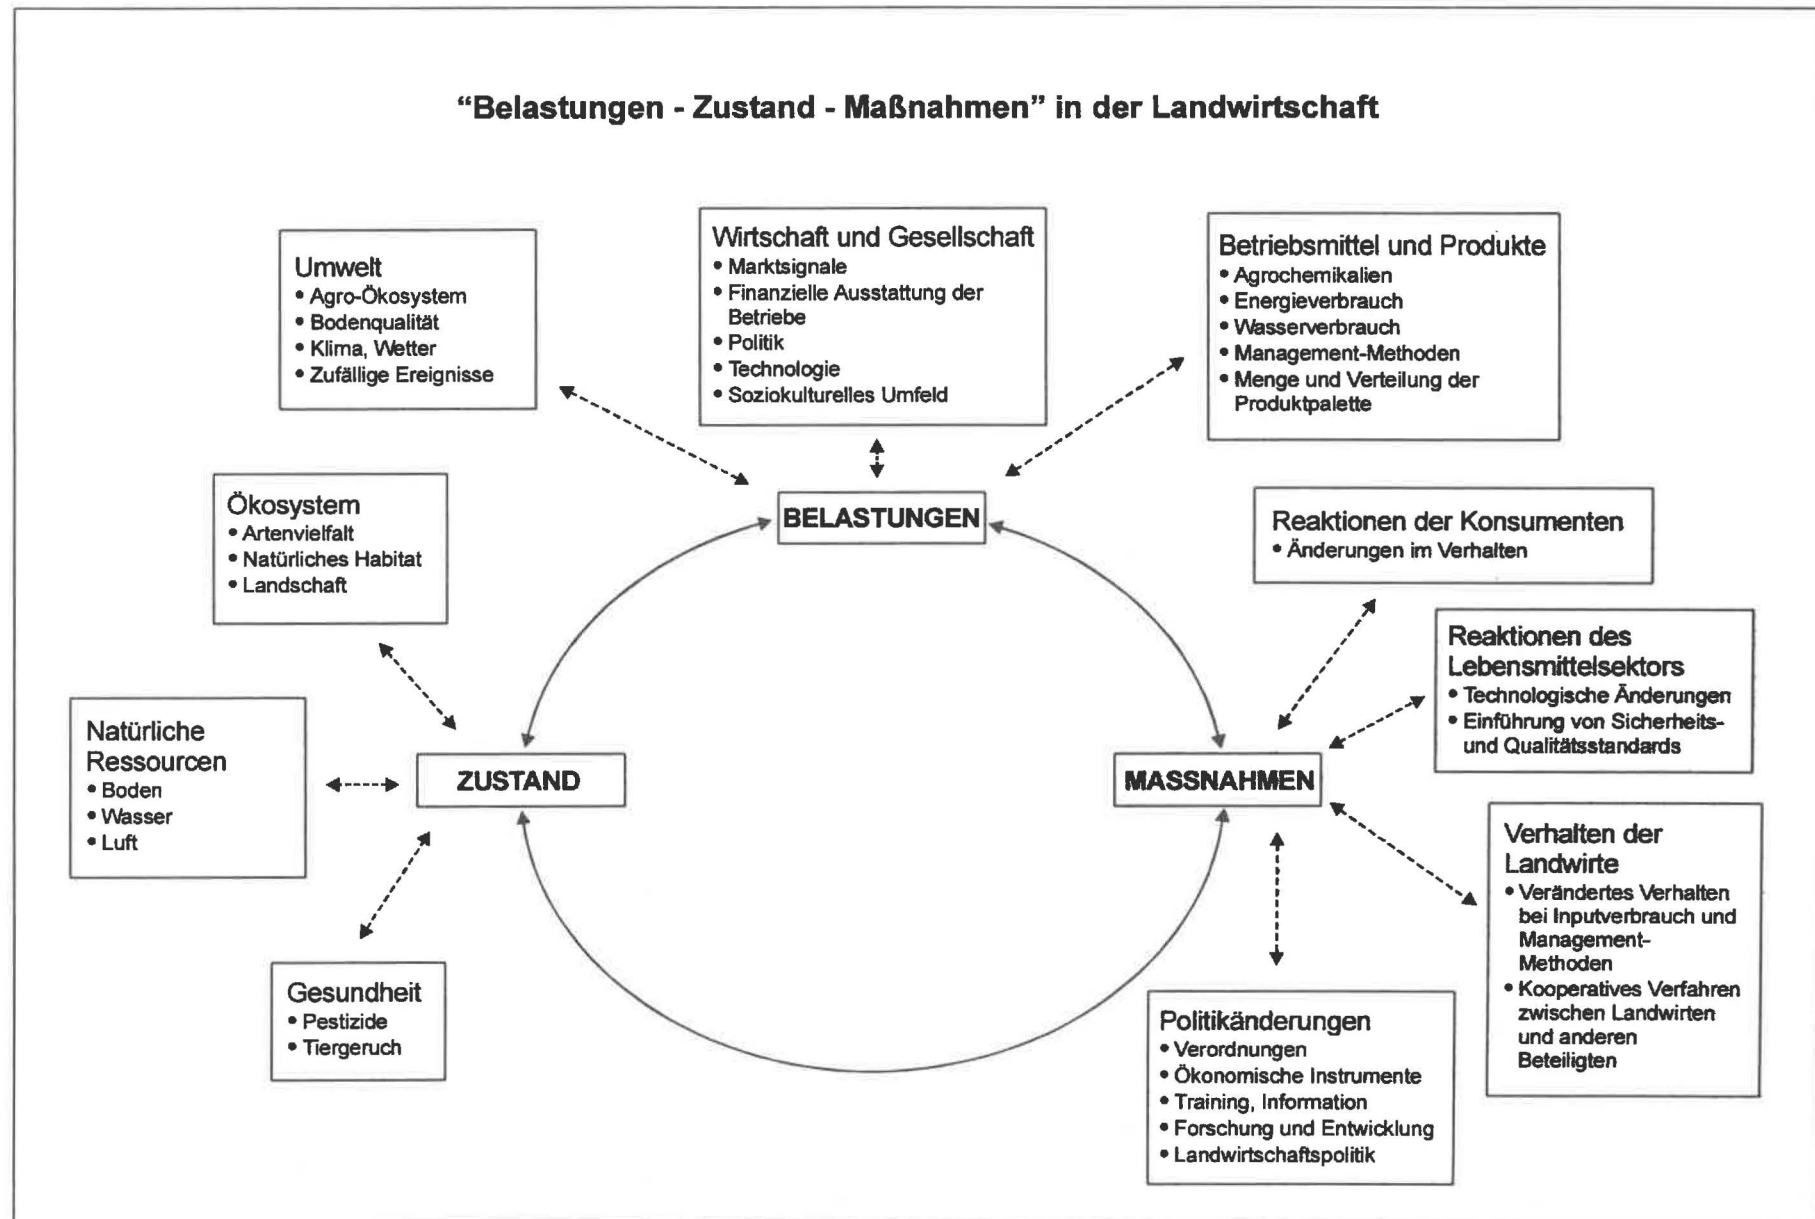 “Belastungen - Zustand - Maßnahmen” in der Landwirtschaft
Umwelt
• Agro-Ökosystem
• Bodenqualität
• Klima, Wetter
• Zufällige Ereignisse
Wirtschaft und Gesellschaft
• Marktsignale
• Finanzielle Ausstattung der
Betriebe
• Politik
• Technologie
• Soziokulturelles Umfeld
Betriebsmittel und Produkte
• Agrochemikalien
• Energieverbrauch
• Wasserverbrauch
• Management-Methoden
• Menge und Verteilung der
Produktpalette
BELASTUNGEN
Ökosystem
• Artenvielfalt
• Natürliches Habitat
• Landschaft
Reaktionen der Konsumenten
• Änderungen im Verhalten
Reaktionen des
Lebensmittelsektors
• Technologische Änderungen
• Einführung von Sicherheits-
und Qualitätsstandards
Natürliche
Ressourcen
• Boden
• Wasser
• Luft
ZUSTAND
MASSNAHMEN
Verhalten der
Landwirte
• Verändertes Verhalten
bei Inputverbrauch und
Management-
Methoden
• Kooperatives Verfahren
zwischen Landwirten
und anderen
Beteiligten
Gesundheit
• Pestizide
• Tiergeruch
Politikänderungen
• Verordnungen
• Ökonomische Instrumente
• Training, Information
• Forschung und Entwicklung
• Landwirtschaftspolitik